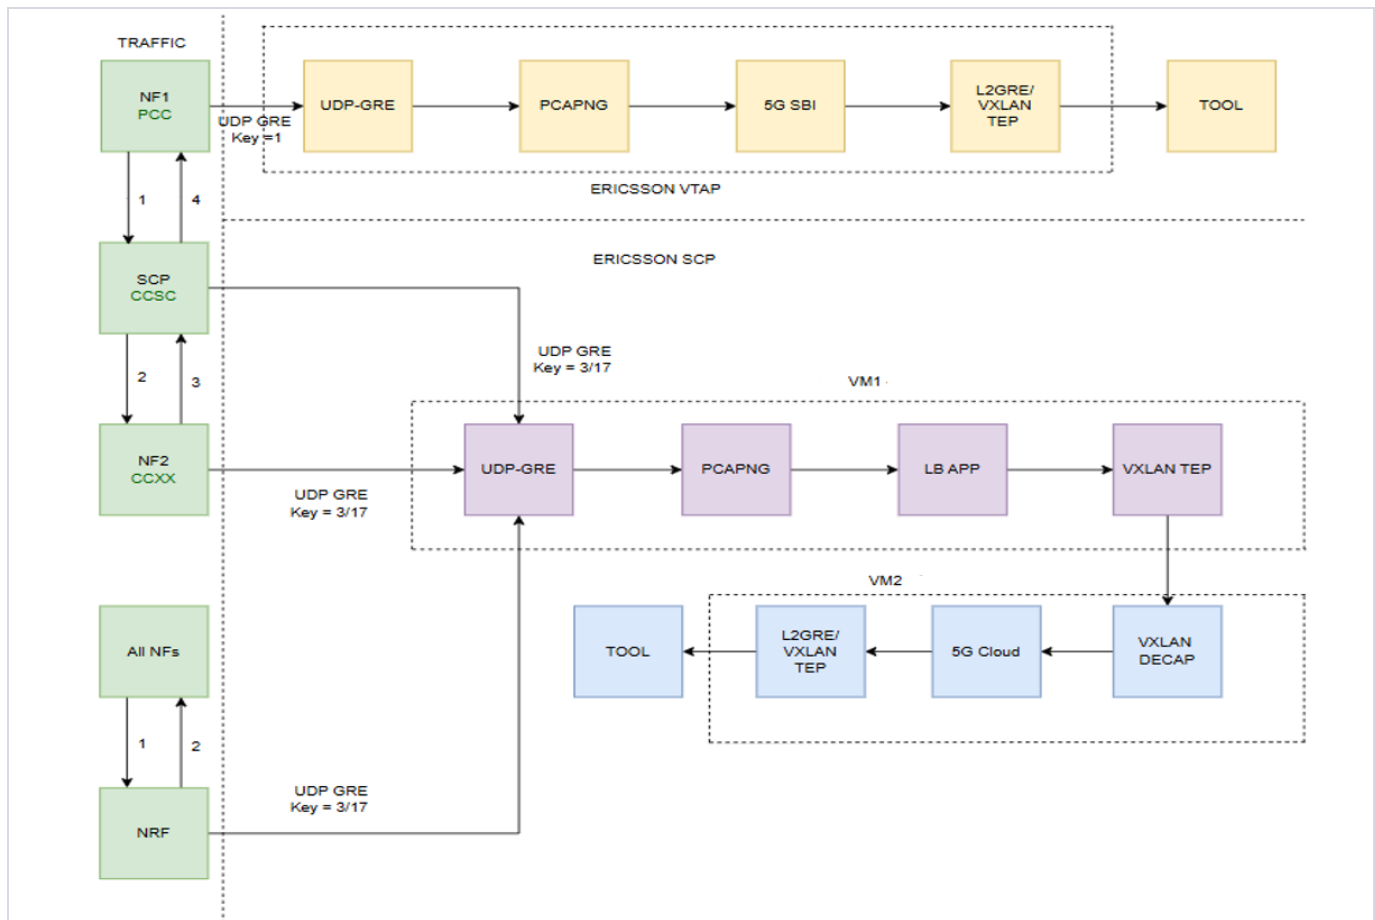 TRAFFIC
NF1
PCC
UDP GRE
Key =1
UDP-GRE
PCAPNG
5G SBI
L2GRE/
VXLAN
TEP
TOOL
ERICSSON VTAP
1
4
ERICSSON SCP
SCP
CCSC
UDP GRE
Key = 3/17
2
3
VM1
NF2
CCXX
UDP GRE
Key = 3/17
UDP-GRE
PCAPNG
LB APP
VXLAN TEP
VM2
All NFs
TOOL
L2GRE/
VXLAN
TEP
5G Cloud
VXLAN
DECAP
1
2
UDP GRE
Key = 3/17
NRF